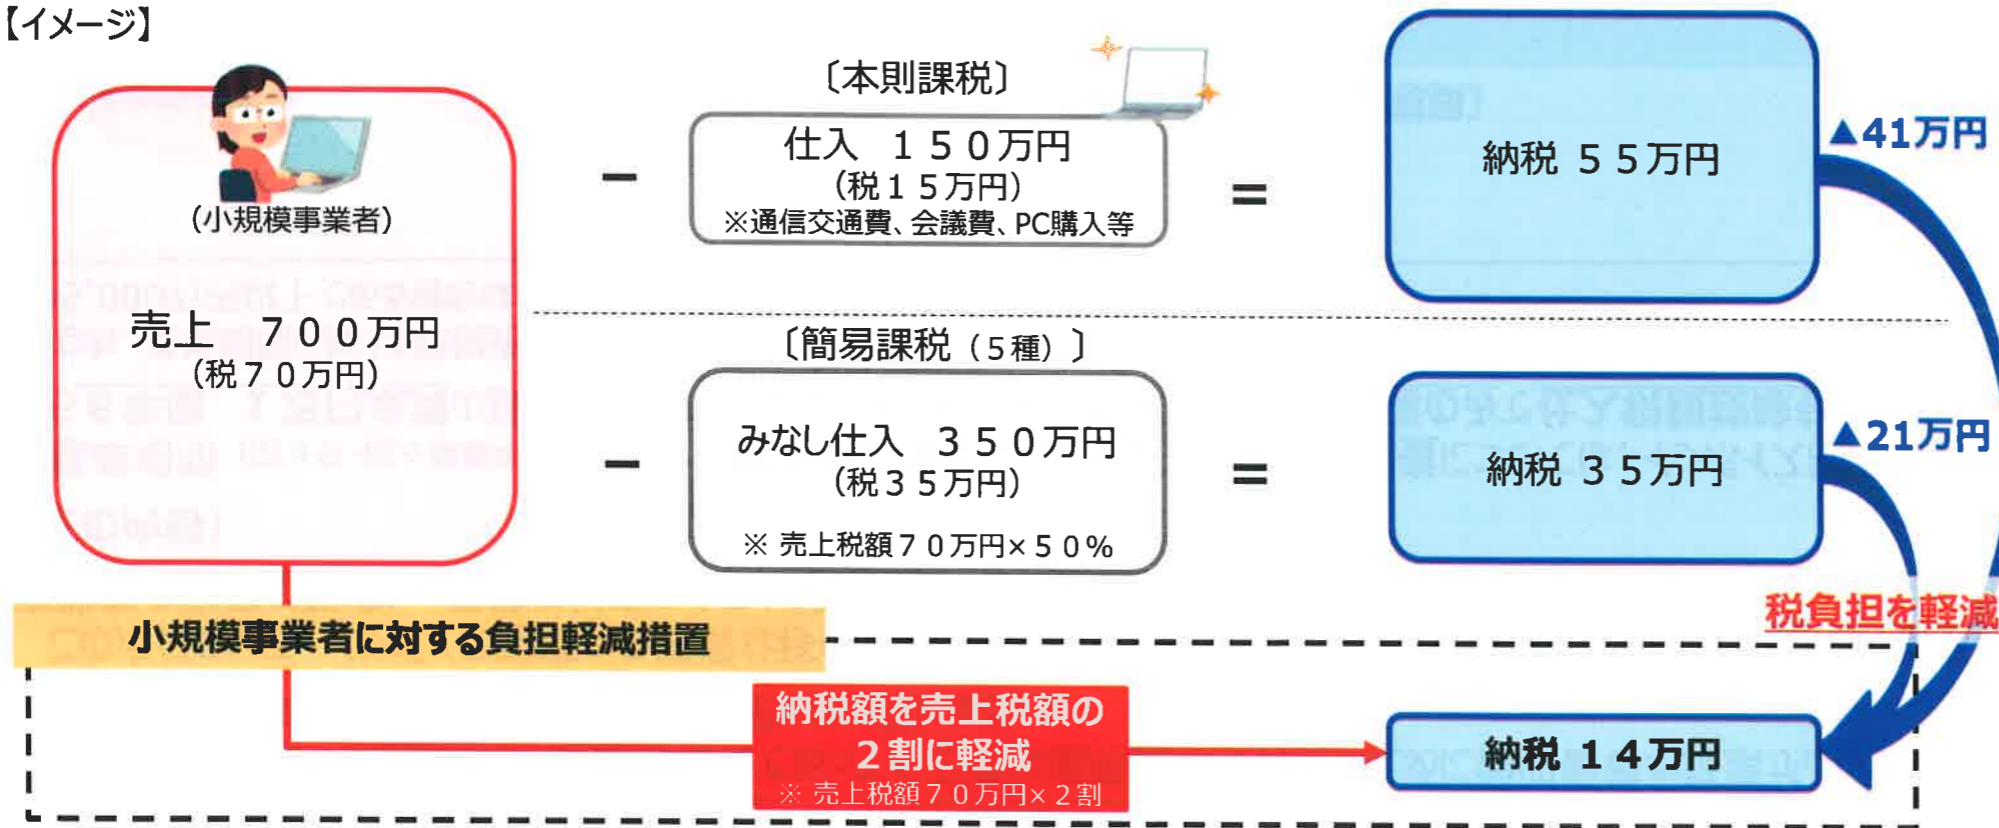 【イメージ】
(小規模事業者)
売上 700万円
(税70万円)
〔本則課税〕
-
仕入 150万円
(税15万円)
※通信交通費、会議費、PC購入等
=
納税 55万円
▲41万円
〔簡易課税(5種)〕
-
みなし仕入 350万円
(税35万円)
※ 売上税額70万円×50%
=
納税 35万円
▲21万円
税負担を軽減
小規模事業者に対する負担軽減措置
納税額を売上税額の
2割に軽減
※ 売上税額70万円×2割
納税 14万円